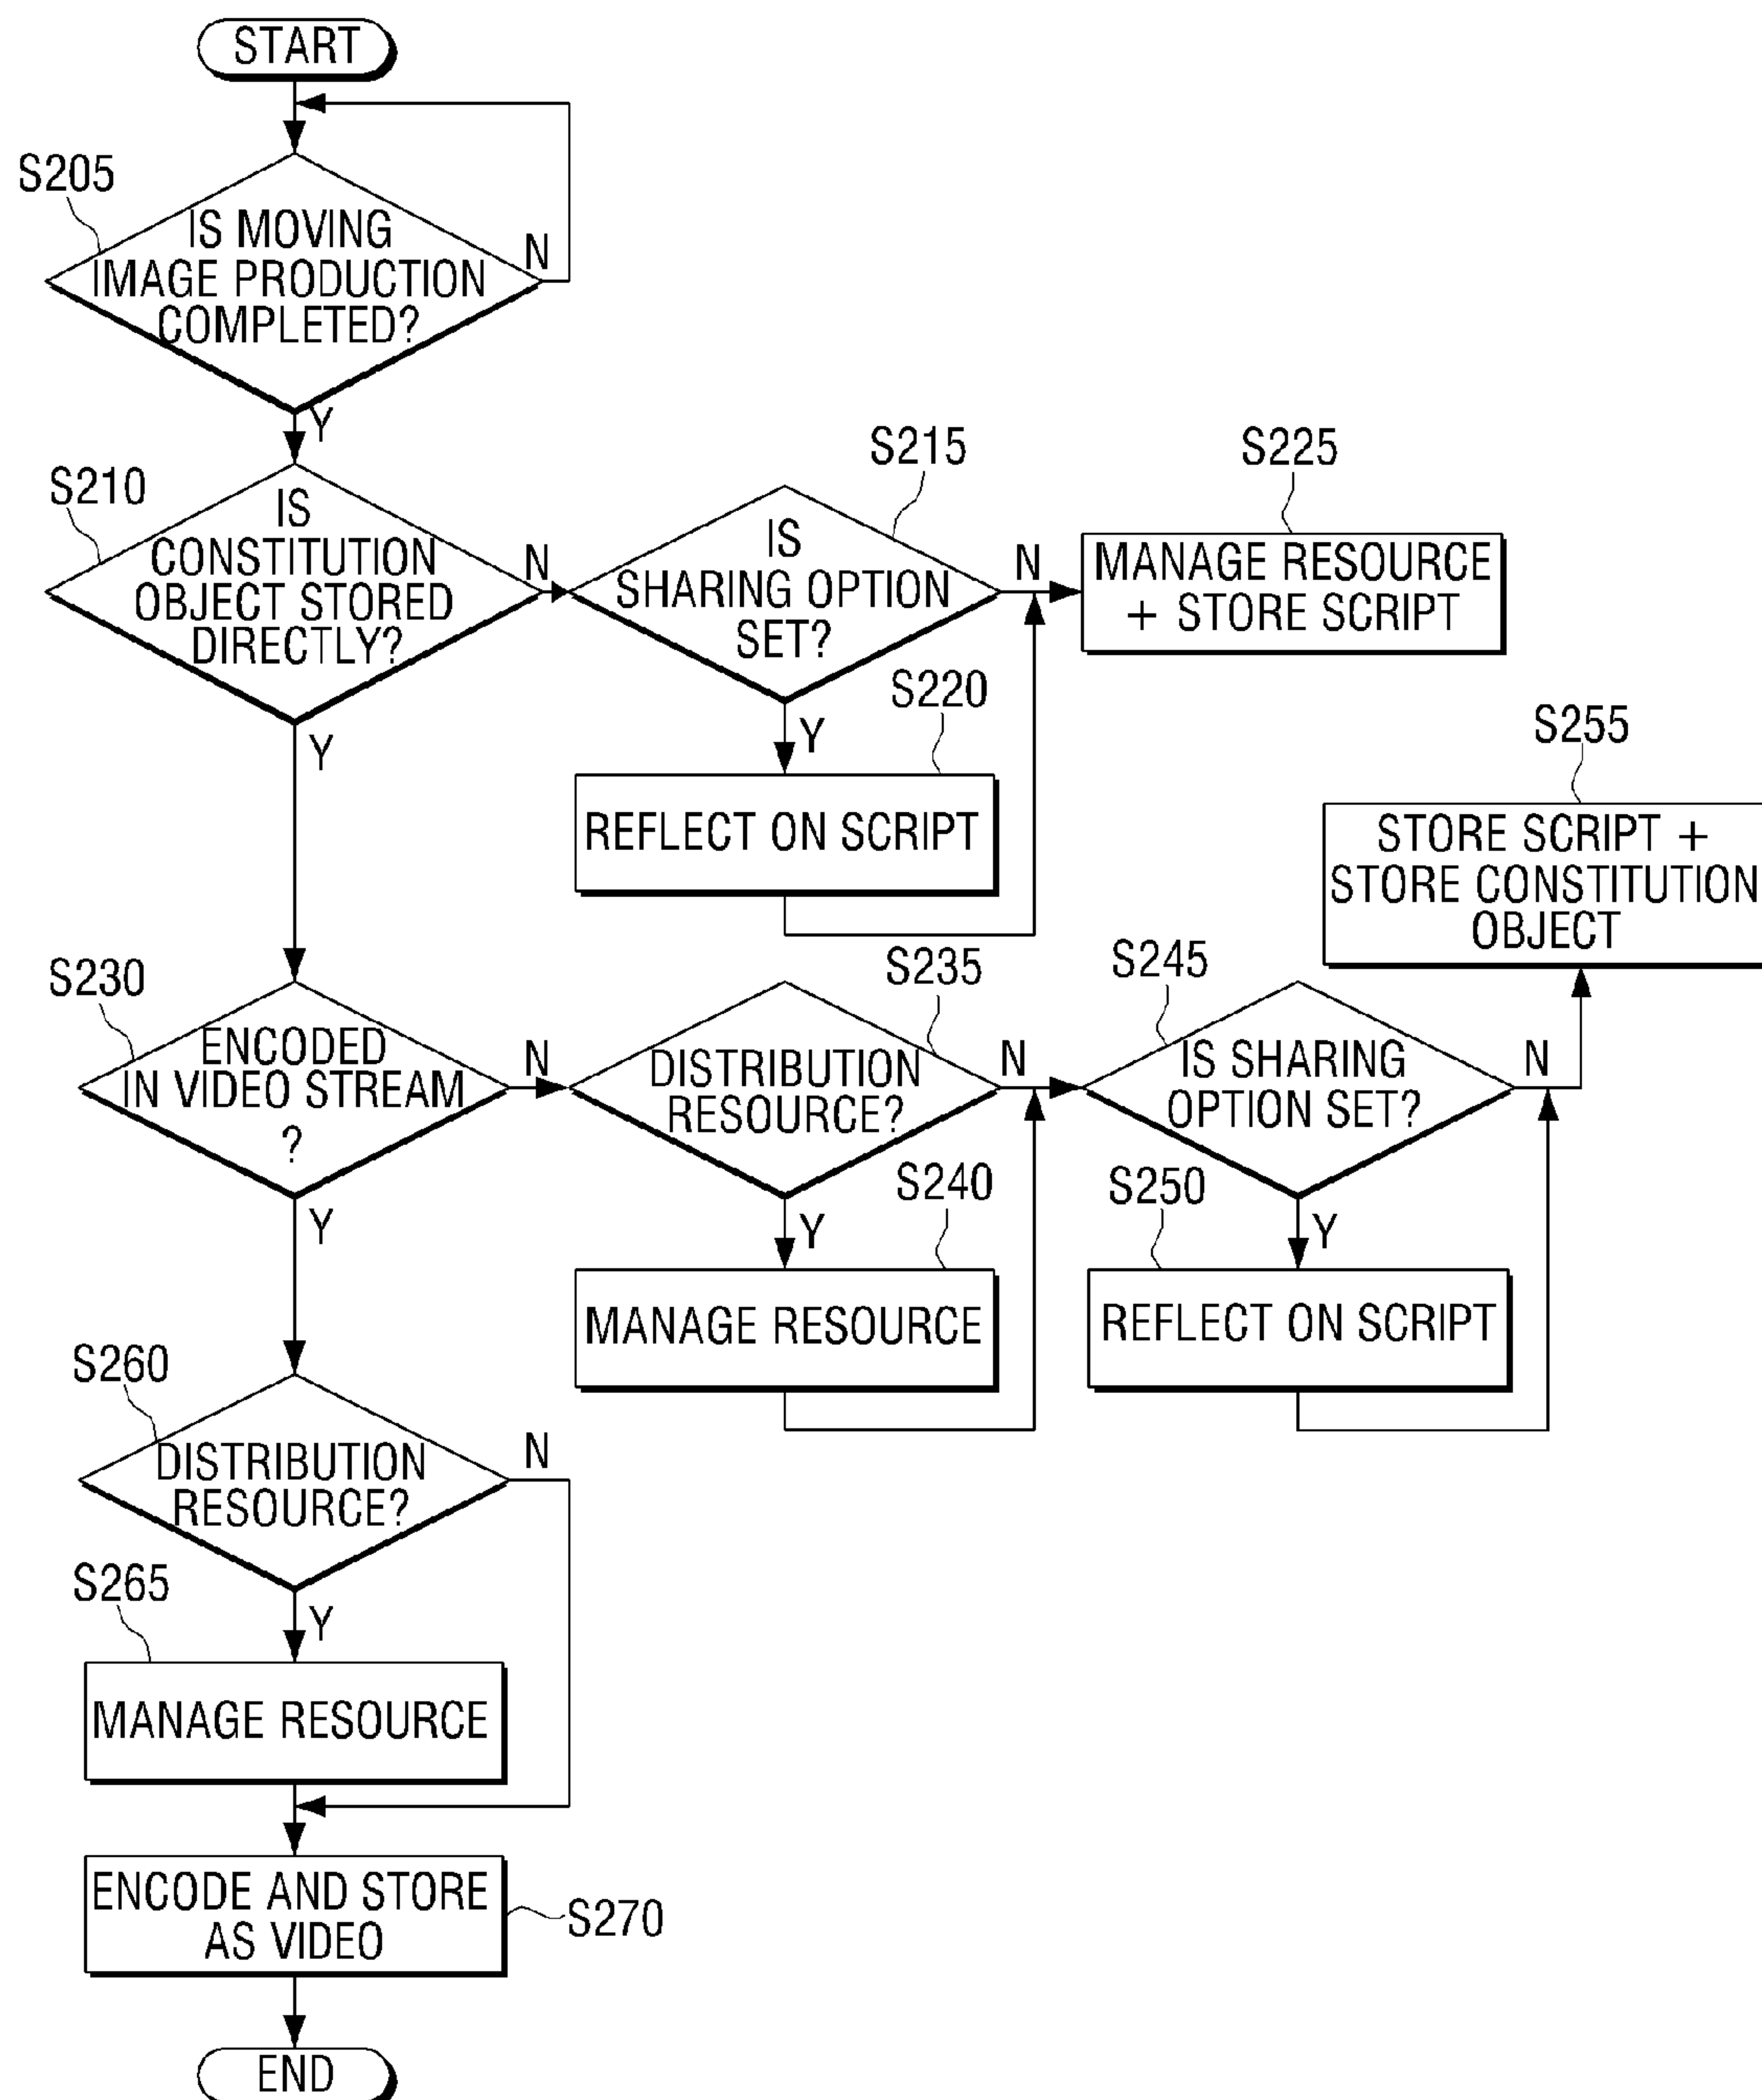 START
S205
IS MOVING
IMAGE PRODUCTION
COMPLETED?
N
Y
S210
IS
CONSTITUTION
OBJECT STORED
DIRECTLY?
N
Y
S215
IS
SHARING OPTION
SET?
N
Y
S225
MANAGE RESOURCE
+ STORE SCRIPT
S220
REFLECT ON SCRIPT
S255
STORE SCRIPT +
STORE CONSTITUTION
OBJECT
S230
ENCODED
IN VIDEO STREAM
?
N
Y
S235
DISTRIBUTION
RESOURCE?
N
Y
S245
IS SHARING
OPTION SET?
N
Y
S240
MANAGE RESOURCE
S250
REFLECT ON SCRIPT
S260
DISTRIBUTION
RESOURCE?
N
Y
S265
MANAGE RESOURCE
ENCODE AND STORE
AS VIDEO
S270
END